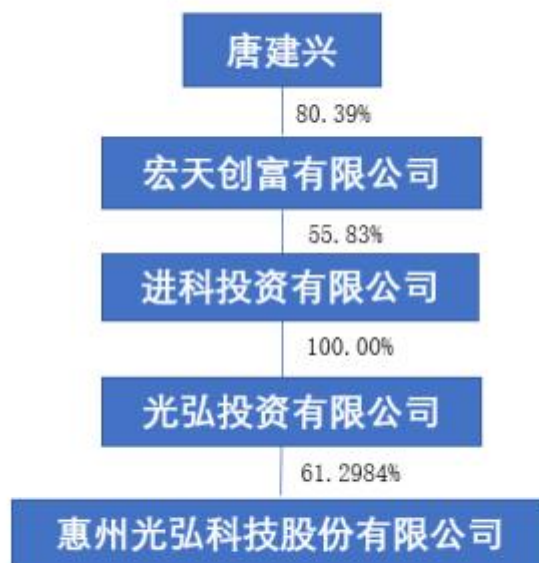 唐建兴
80.39%
宏天创富有限公司
55.83%
进科投资有限公司
100.00%
光弘投资有限公司
61.2984%
惠州光弘科技股份有限公司